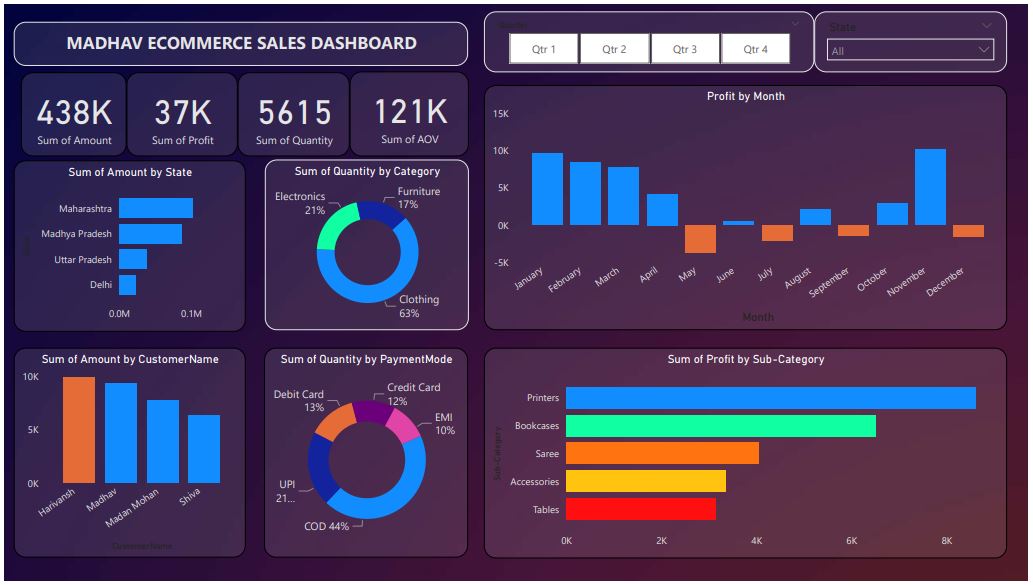 MADHAV ECOMMERCE SALES DASHBOARD
Quarter
Qtr 1
Qtr 2
Qtr 3
Qtr 4
State
All
438K
Sum of Amount
37K
Sum of Profit
5615
Sum of Quantity
121K
Sum of AOV
Profit by Month
15K
10K
5K
0K
-5K
January
February
March
April
May
June
July
August
September
October
November
December
Month
Sum of Amount by State
Maharashtra
Madhya Pradesh
Uttar Pradesh
Delhi
0.0M
0.1M
Sum of Quantity by Category
Electronics
21%
Furniture
17%
Clothing
63%
Sum of Amount by CustomerName
10K
5K
0K
Harivansh
Madhav
Madan Mohan
Shiva
CustomerName
Sum of Quantity by PaymentMode
Debit Card
13%
Credit Card
12%
EMI
10%
UPI
21...
COD 44%
Sum of Profit by Sub-Category
Sub-Category
Printers
Bookcases
Saree
Accessories
Tables
0K
2K
4K
6K
8K